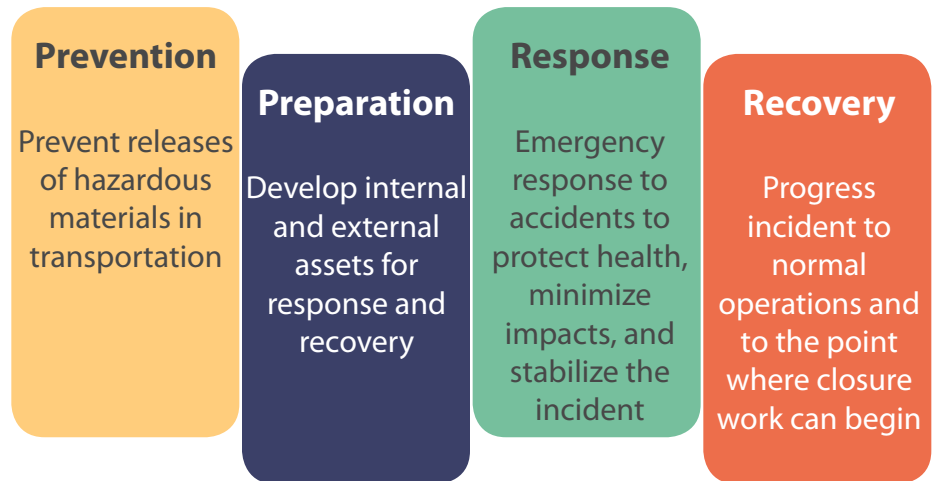 Prevention
Prevent releases
of hazardous
materials in
transportation
Preparation
Develop internal
and external
assets for
response and
recovery
Response
Emergency
response to
accidents to
protect health,
minimize
impacts, and
stabilize the
incident
Recovery
Progress
incident to
normal
operations and
to the point
where closure
work can begin